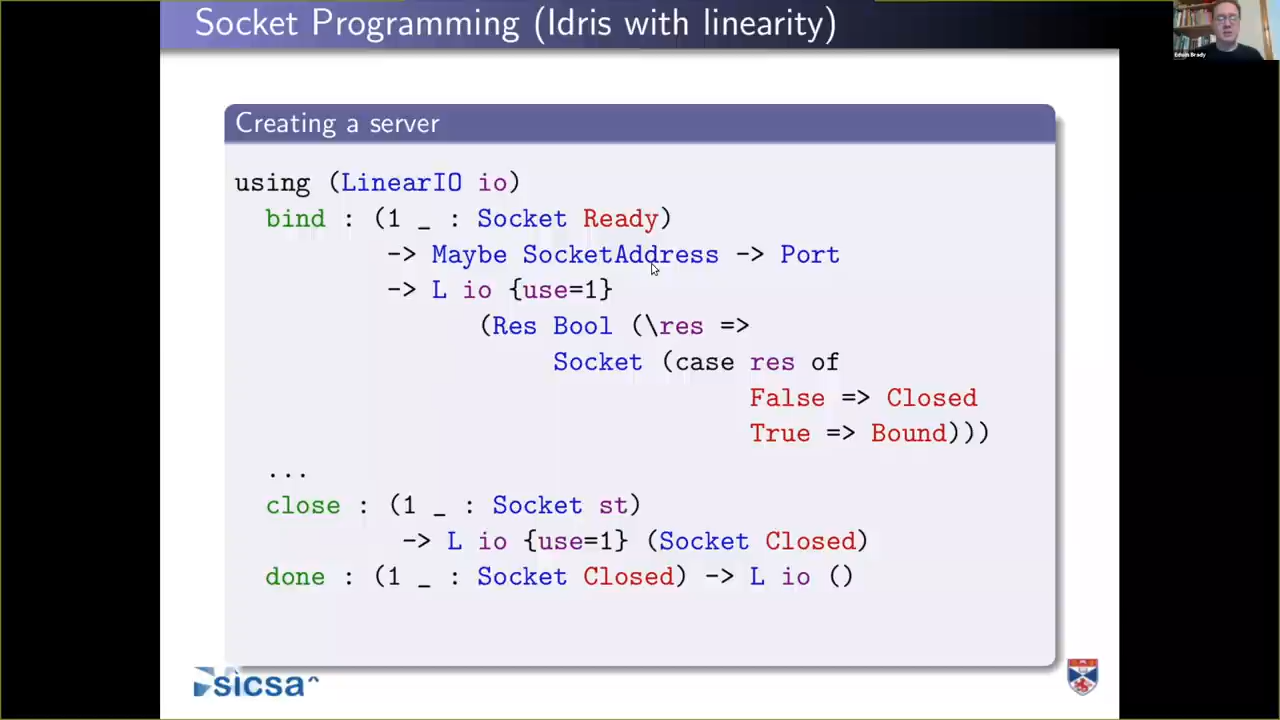 Socket Programming (Idris with linearity)
Edwin Brady
Creating a server
using (LinearIO io)
bind : (1 _ : Socket Ready)
-> Maybe SocketAddress -> Port
-> L io {use=1}
(Res Bool (\res =>
Socket (case res of
False => Closed
True => Bound)))
...
close : (1 _ : Socket st)
-> L io {use=1} (Socket Closed)
done : (1 _ : Socket Closed) -> L io ()
sicsa^